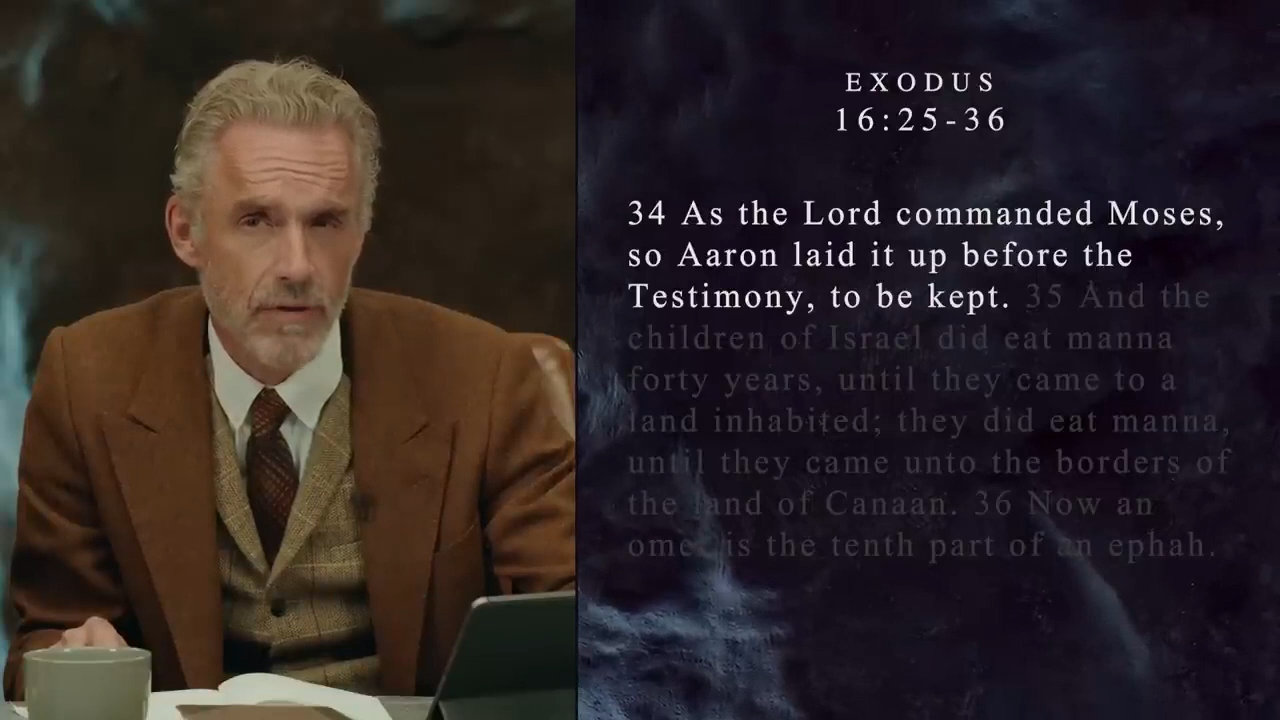 EXODUS
16:25-36
34 As the Lord commanded Moses,
so Aaron laid it up before the
Testimony, to be kept. 35 And the
children of Israel did eat manna
forty years, until they came to a
land inhabited; they did eat manna,
until they came unto the borders of
the land of Canaan. 36 Now an
omer is the tenth part of an ephah.